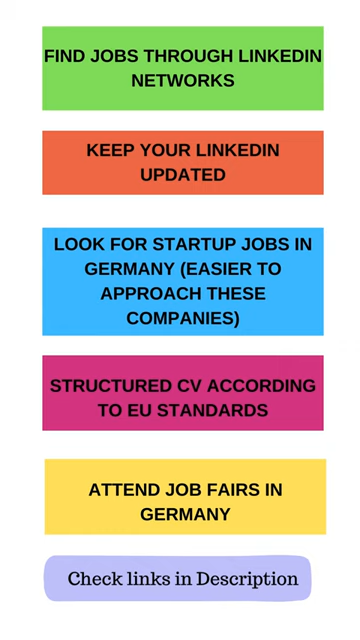 FIND JOBS THROUGH LINKEDIN
NETWORKS
KEEP YOUR LINKEDIN
UPDATED
LOOK FOR STARTUP JOBS IN
GERMANY (EASIER TO
APPROACH THESE
COMPANIES)
STRUCTURED CV ACCORDING
TO EU STANDARDS
ATTEND JOB FAIRS IN
GERMANY
Check links in Description